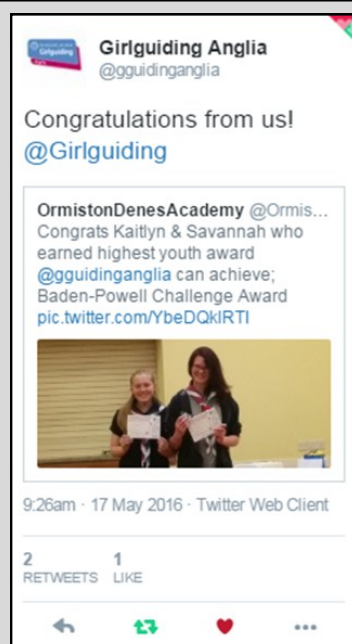 Girlguiding
Girlguiding Anglia
@gguidinganglia
Congratulations from us!
@Girlguiding
OrmistonDenesAcademy @Ormis...
Congrats Kaitlyn & Savannah who
earned highest youth award
@gguidinganglia can achieve;
Baden-Powell Challenge Award
pic.twitter.com/YbeDQkIRTI
9:26am · 17 May 2016 · Twitter Web Client
2 1
RETWEETS LIKE